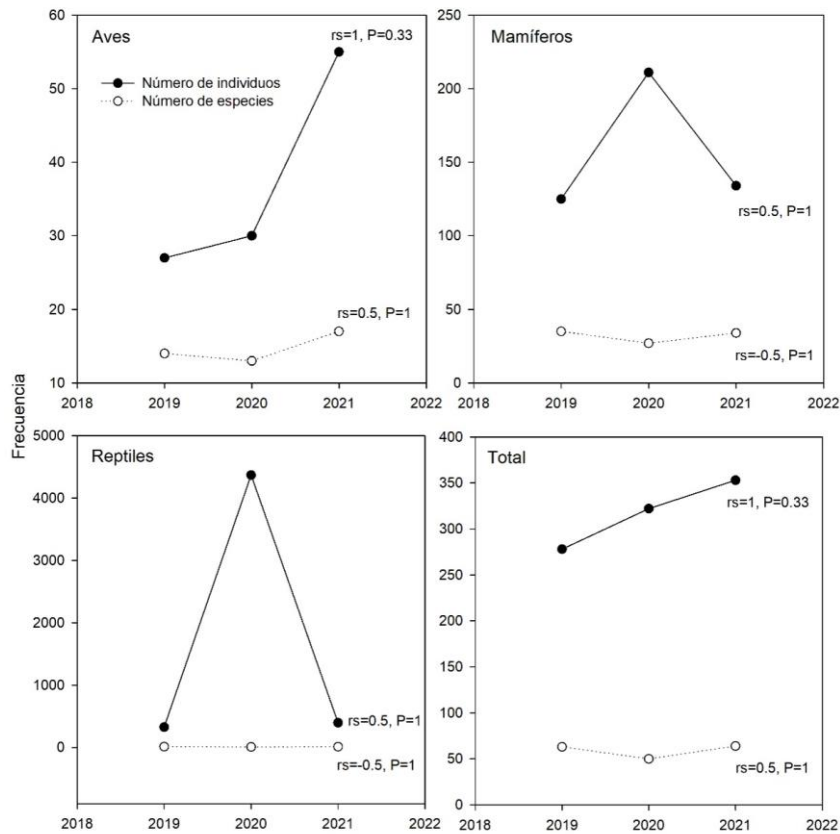 Aves
rs=1, P=0.33
Número de individuos
Número de especies
rs=0.5, P=1
60
50
40
30
20
10
2018 2019 2020 2021 2022
Mamíferos
rs=0.5, P=1
rs=-0.5, P=1
250
200
150
100
50
0
2018 2019 2020 2021 2022
Frecuencia
Reptiles
rs=0.5, P=1
rs=-0.5, P=1
5000
4000
3000
2000
1000
0
2018 2019 2020 2021 2022
Total
rs=1, P=0.33
rs=0.5, P=1
400
350
300
250
200
150
100
50
0
2018 2019 2020 2021 2022